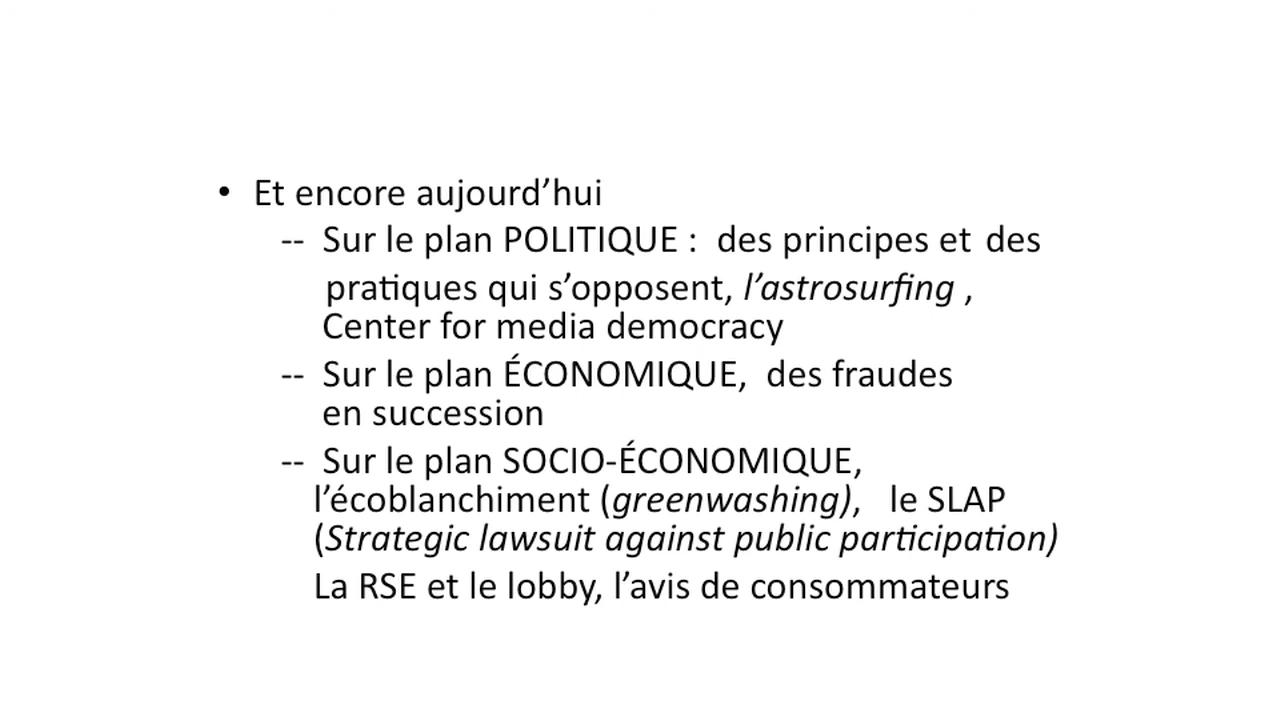 • Et encore aujourd’hui
-- Sur le plan POLITIQUE : des principes et des
pratiques qui s’opposent, l’astrosurfing ,
Center for media democracy
-- Sur le plan ÉCONOMIQUE, des fraudes
en succession
-- Sur le plan SOCIO-ÉCONOMIQUE,
l’écoblanchiment (greenwashing), le SLAP
(Strategic lawsuit against public participation)
La RSE et le lobby, l’avis de consommateurs